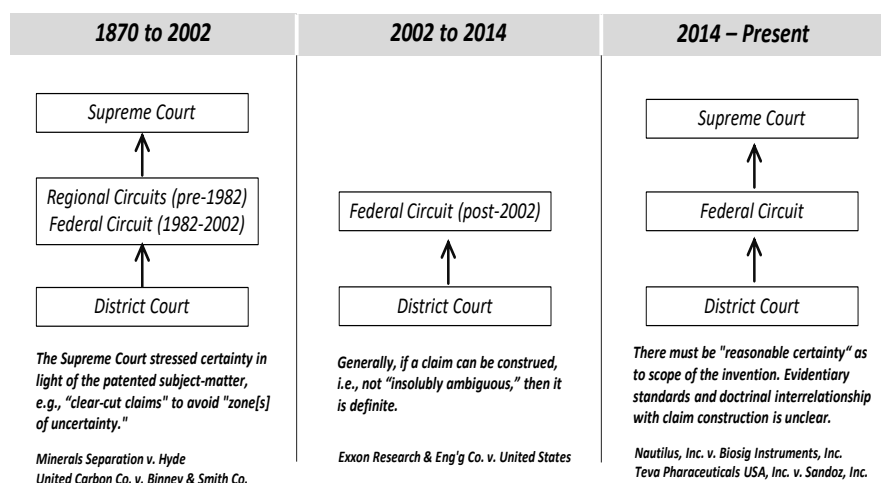 1870 to 2002
Supreme Court
Regional Circuits (pre-1982)
Federal Circuit (1982-2002)
District Court
The Supreme Court stressed certainty in
light of the patented subject-matter,
e.g., “clear-cut claims" to avoid "zone[s]
of uncertainty."
Minerals Separation v. Hyde
United Carbon Co. v. Binney & Smith Co.
2002 to 2014
Federal Circuit (post-2002)
District Court
Generally, if a claim can be construed,
i.e., not “insolubly ambiguous,” then it
is definite.
Exxon Research & Eng'g Co. v. United States
2014 – Present
Supreme Court
Federal Circuit
District Court
There must be "reasonable certainty“ as
to scope of the invention. Evidentiary
standards and doctrinal interrelationship
with claim construction is unclear.
Nautilus, Inc. v. Biosig Instruments, Inc.
Teva Pharaceuticals USA, Inc. v. Sandoz, Inc.